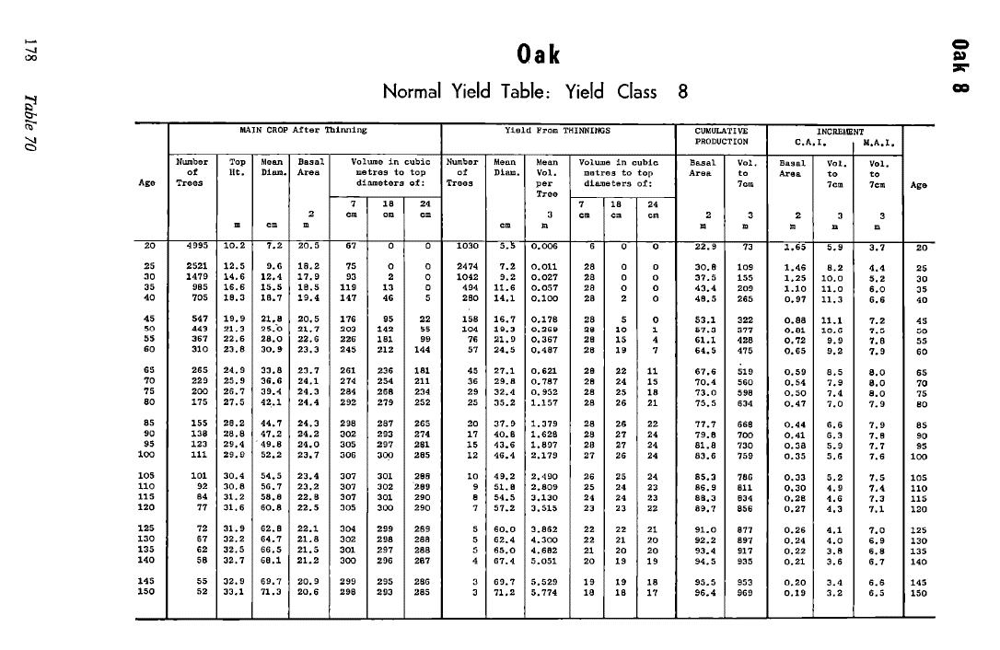 178 Table 70
Oak 8
Oak
Normal Yield Table: Yield Class 8
MAIN CROP After Thinning Yield From THINNINGS CUMULATIVE PRODUCTION INCREMENT
C.A.I. M.A.I.
Age Number of Trees Top Ht. m Mean Diam. cm Basal Area m2 Volume in cubic metres to top diameters of: 7 cm 18 cm 24 cm Number of Trees Mean Diam. cm Mean Vol. per Tree m3 Volume in cubic metres to top diameters of: 7 cm 18 cm 24 cm Basal Area m2 Vol. to 7cm m3 Basal Area m2 Vol. to 7cm m3 Vol. to 7cm m3 Age
20 4995 10.2 7.2 20.5 67 0 0 1030 5.5 0.006 6 0 0 22.9 73 1.65 5.9 3.7 20
25 2521 12.5 9.6 18.2 75 0 0 2474 7.2 0.011 28 0 0 30.8 109 1.46 8.2 4.4 25
30 1479 14.6 12.4 17.9 93 2 0 1042 9.2 0.027 28 0 0 37.5 155 1.25 10.0 5.2 30
35 985 16.6 15.5 18.5 119 13 0 494 11.6 0.057 28 0 0 43.4 209 1.10 11.0 6.0 35
40 705 18.3 18.7 19.4 147 46 5 280 14.1 0.100 28 2 0 48.5 265 0.97 11.3 6.6 40
45 547 19.9 21.8 20.5 176 95 22 158 16.7 0.178 28 5 0 53.1 322 0.88 11.1 7.2 45
50 443 21.3 25.0 21.7 203 142 55 104 19.3 0.269 28 10 1 57.3 377 0.81 10.6 7.5 50
55 367 22.6 28.0 22.6 226 181 99 76 21.9 0.367 28 15 4 61.1 428 0.72 9.9 7.8 55
60 310 23.8 30.9 23.3 245 212 144 57 24.5 0.487 28 19 7 64.5 475 0.65 9.2 7.9 60
65 265 24.9 33.8 23.7 261 236 181 45 27.1 0.621 28 22 11 67.6 519 0.59 8.5 8.0 65
70 229 25.9 36.6 24.1 274 254 211 36 29.8 0.787 28 24 15 70.4 560 0.54 7.9 8.0 70
75 200 26.7 39.4 24.3 284 268 234 29 32.4 0.952 28 25 18 73.0 598 0.50 7.4 8.0 75
80 175 27.5 42.1 24.4 292 279 252 25 35.2 1.157 28 26 21 75.5 634 0.47 7.0 7.9 80
85 155 28.2 44.7 24.3 298 287 265 20 37.9 1.379 28 26 22 77.7 668 0.44 6.6 7.9 85
90 138 28.8 47.2 24.2 302 293 274 17 40.8 1.628 28 27 24 79.8 700 0.41 6.3 7.8 90
95 123 29.4 49.8 24.0 305 297 281 15 43.6 1.897 28 27 24 81.8 730 0.38 5.9 7.7 95
100 111 29.9 52.2 23.7 306 300 285 12 46.4 2.179 27 26 24 83.6 759 0.35 5.6 7.6 100
105 101 30.4 54.5 23.4 307 301 288 10 49.2 2.490 26 25 24 85.3 786 0.33 5.2 7.5 105
110 92 30.8 56.7 23.2 307 302 289 9 51.8 2.809 25 24 23 86.9 811 0.30 4.9 7.4 110
115 84 31.2 58.8 22.8 307 301 290 8 54.5 3.130 24 24 23 88.3 834 0.28 4.6 7.3 115
120 77 31.6 60.8 22.5 305 300 290 7 57.2 3.515 23 23 22 89.7 856 0.27 4.3 7.1 120
125 72 31.9 62.8 22.1 304 299 289 5 60.0 3.862 22 22 21 91.0 877 0.26 4.1 7.0 125
130 67 32.2 64.7 21.8 302 298 288 5 62.4 4.300 22 21 20 92.2 897 0.24 4.0 6.9 130
135 62 32.5 66.5 21.5 301 297 288 5 65.0 4.682 21 20 20 93.4 917 0.22 3.8 6.8 135
140 58 32.7 68.1 21.2 300 296 287 4 67.4 5.051 20 19 19 94.5 935 0.21 3.6 6.7 140
145 55 32.9 69.7 20.9 299 295 286 3 69.7 5.529 19 19 18 95.5 953 0.20 3.4 6.6 145
150 52 33.1 71.3 20.6 298 293 285 3 71.2 5.774 18 18 17 96.4 969 0.19 3.2 6.5 150